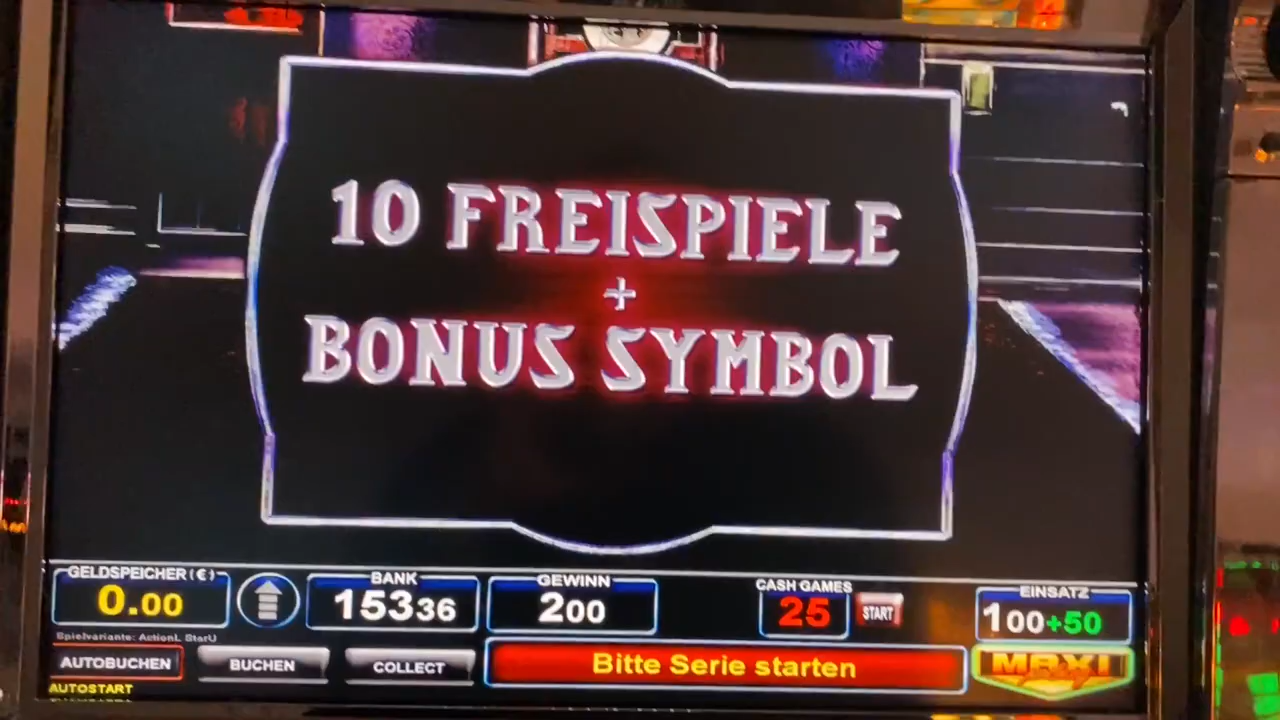 10 FREISPIELE
+
BONUS SYMBOL
GELDSPEICHER (€)
0.00
BANK
15336
GEWINN
200
CASH GAMES
25
START
EINSATZ
100+50
Spielvariante: ActionL StarU
AUTOBUCHEN
BUCHEN
COLLECT
Bitte Serie starten
MAXI
AUTOSTART